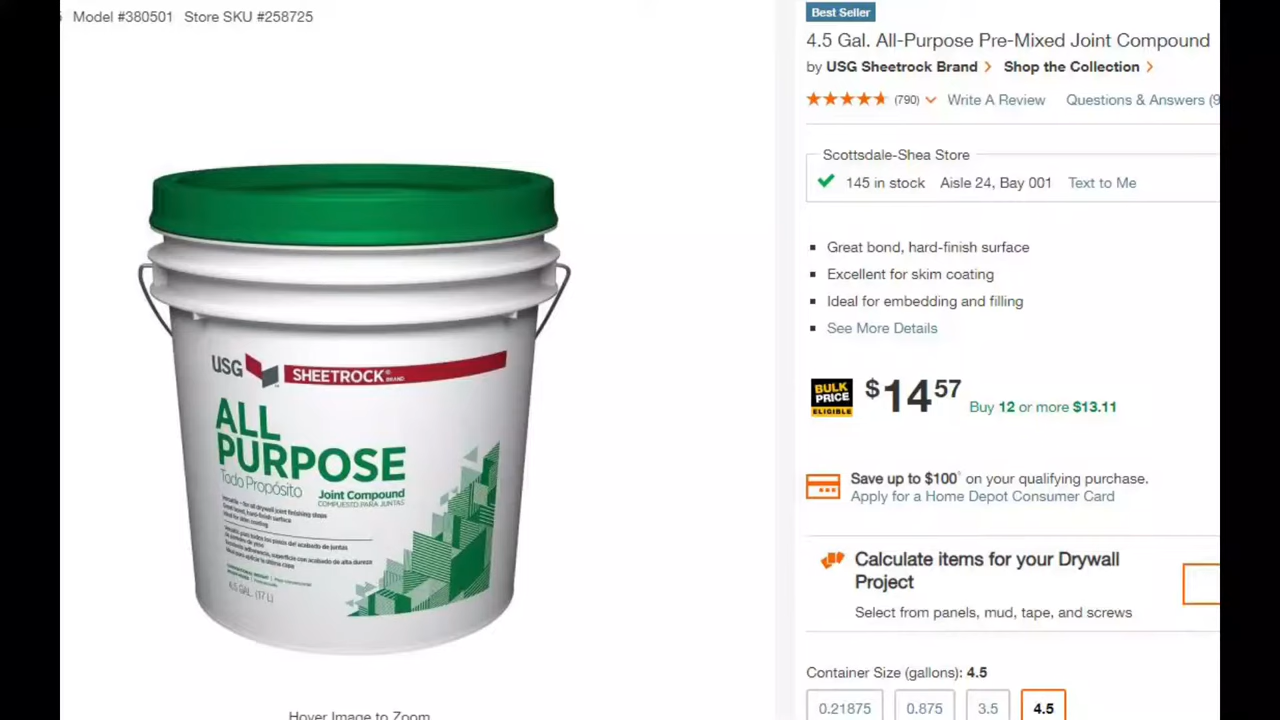 Model #380501 Store SKU #258725
Best Seller
4.5 Gal. All-Purpose Pre-Mixed Joint Compound
by USG Sheetrock Brand Shop the Collection
(790) Write A Review Questions & Answers (9
Scottsdale-Shea Store
145 in stock Aisle 24, Bay 001 Text to Me
Great bond, hard-finish surface
Excellent for skim coating
Ideal for embedding and filling
See More Details
BULK
PRICE
ELIGIBLE
$14 57
Buy 12 or more $13.11
Save up to $100 on your qualifying purchase.
Apply for a Home Depot Consumer Card
Calculate items for your Drywall
Project
Select from panels, mud, tape, and screws
Container Size (gallons): 4.5
0.21875 0.875 3.5 4.5
USG SHEETROCK® BRAND
ALL
PURPOSE
Todo Propósito
Joint Compound
COMPUESTO PARA JUNTAS
4.5 GAL. (17 L)
Hover Image to Zoom